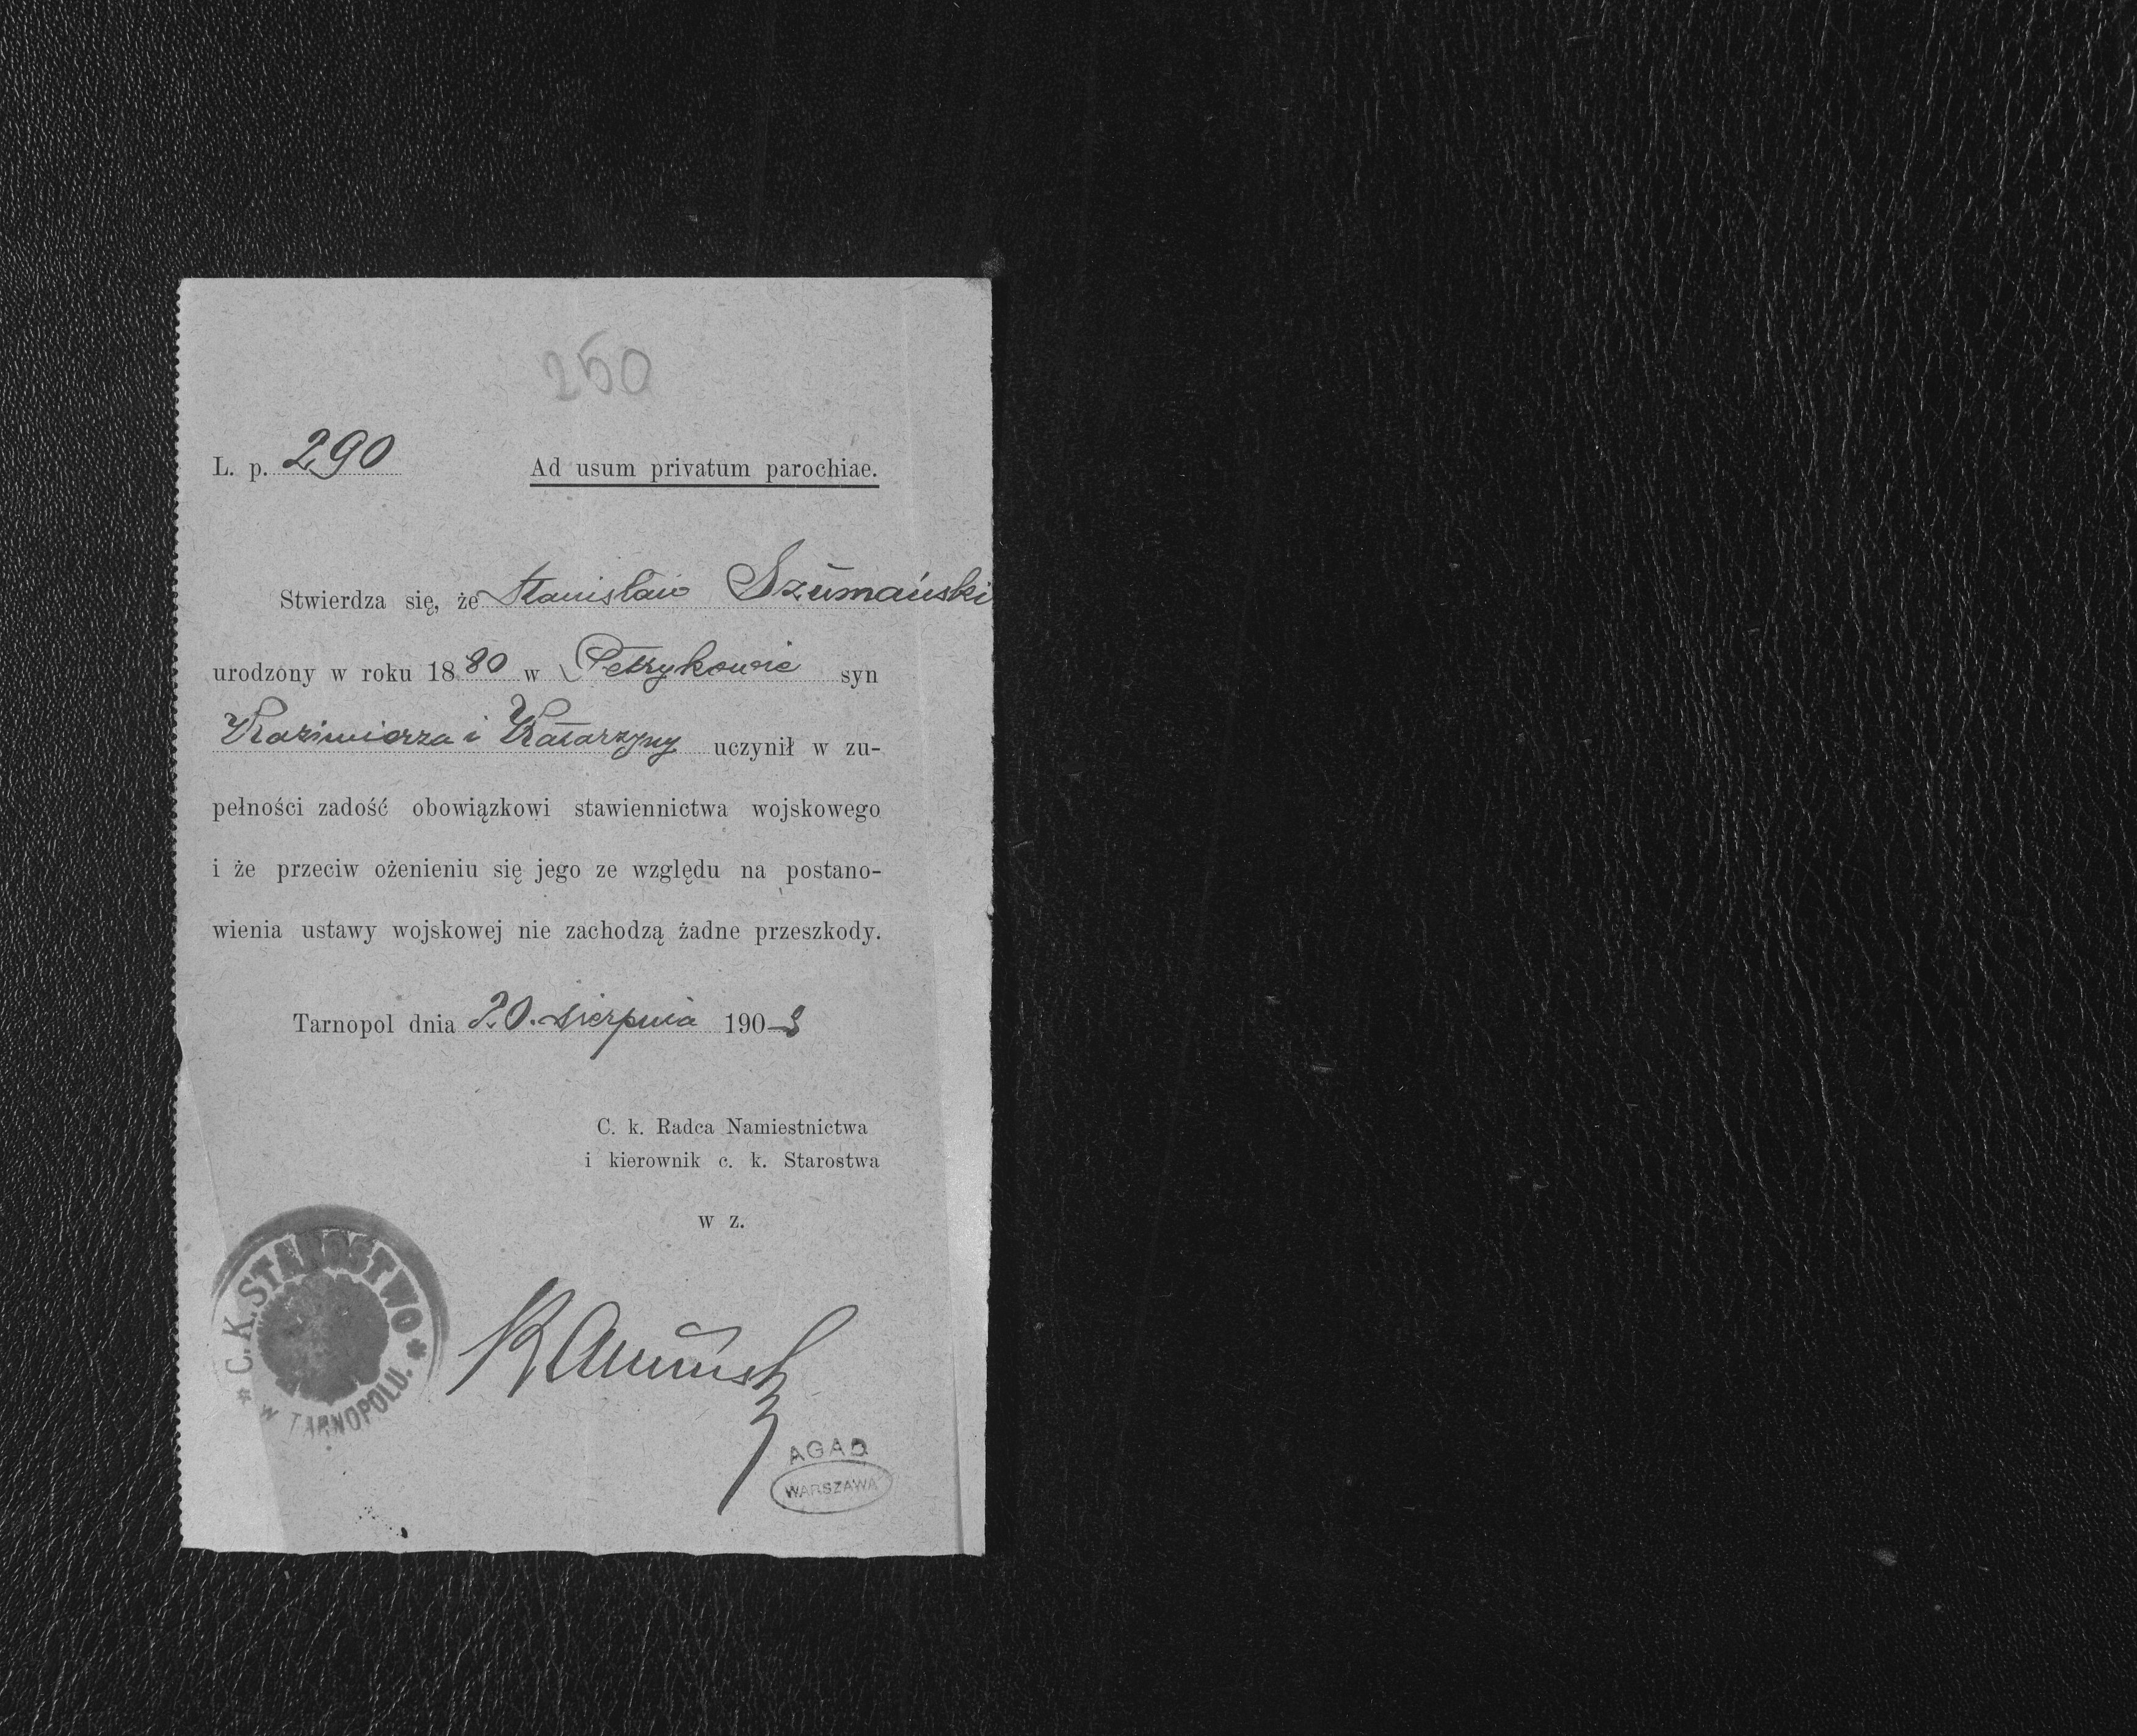 250
L. p. 290 Ad usum privatum parochiae.
Stwierdza się, że Stanisław Szumański
urodzony w roku 1880 w Petrykowie syn
Kazimierza i Katarzyny uczynił w zu-
pełności zadość obowiązkowi stawiennictwa wojskowego
i że przeciw ożenieniu się jego ze względu na postano-
wienia ustawy wojskowej nie zachodzą żadne przeszkody.
Tarnopol dnia 20. sierpnia 1903
C. k. Radca Namiestnictwa
i kierownik c. k. Starostwa
w z.
* C. K. STAROSTWO *
W TARNOPOLU.
AGAD
WARSZAWA